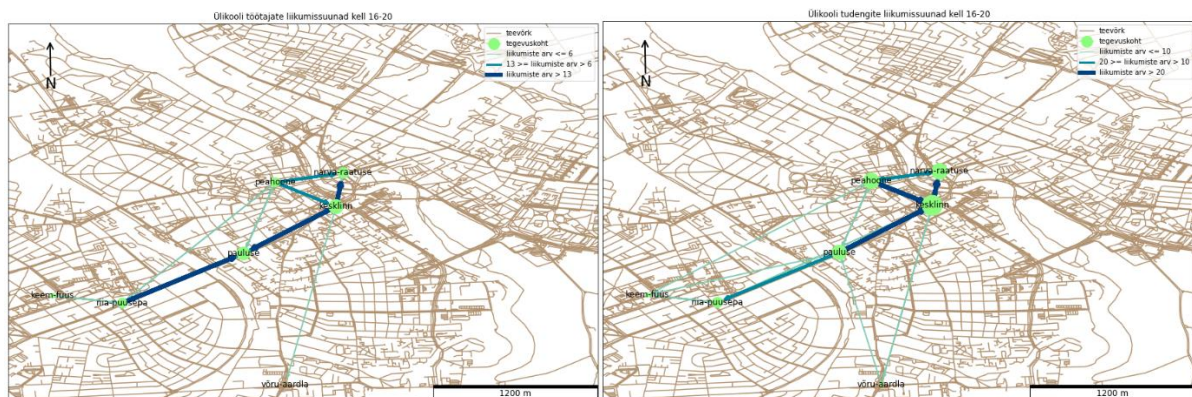 Ülikooli töötajate liikumissuunad kell 16-20
teevõrk
tegevuskoht
liikumiste arv <= 6
13 >= liikumiste arv > 6
liikumiste arv > 13
N
narva-raatuse
peahoone
kesklinn
pauluse
keem-füüs
riia-puusepa
võru-aardla
1200 m
Ülikooli tudengite liikumissuunad kell 16-20
teevõrk
tegevuskoht
liikumiste arv <= 10
20 >= liikumiste arv > 10
liikumiste arv > 20
N
narva-raatuse
peahoone
kesklinn
pauluse
keem-füüs
riia-puusepa
võru-aardla
1200 m